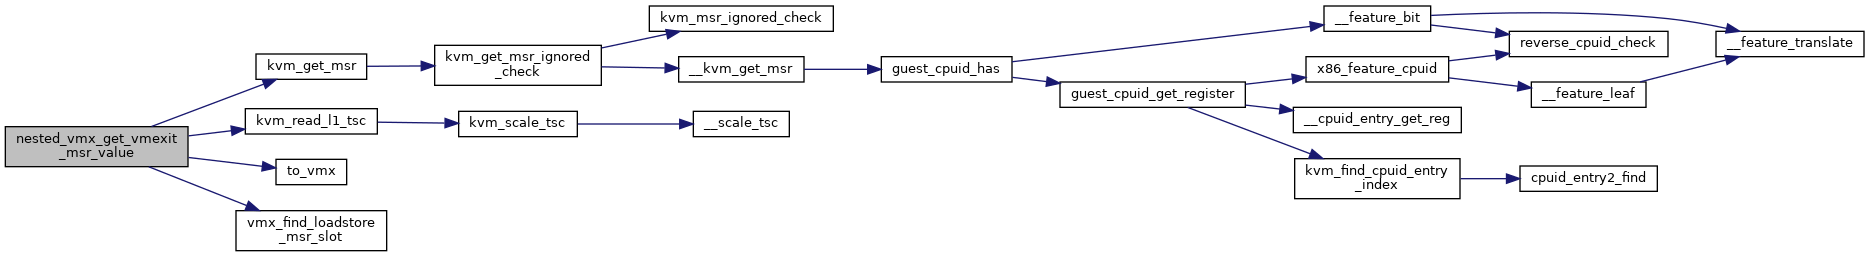 nested_vmx_get_vmexit
_msr_value
kvm_get_msr
kvm_read_l1_tsc
to_vmx
vmx_find_loadstore
_msr_slot
kvm_get_msr_ignored
_check
kvm_scale_tsc
kvm_msr_ignored_check
__kvm_get_msr
__scale_tsc
guest_cpuid_has
guest_cpuid_get_register
__feature_bit
x86_feature_cpuid
__cpuid_entry_get_reg
kvm_find_cpuid_entry
_index
reverse_cpuid_check
__feature_leaf
cpuid_entry2_find
__feature_translate